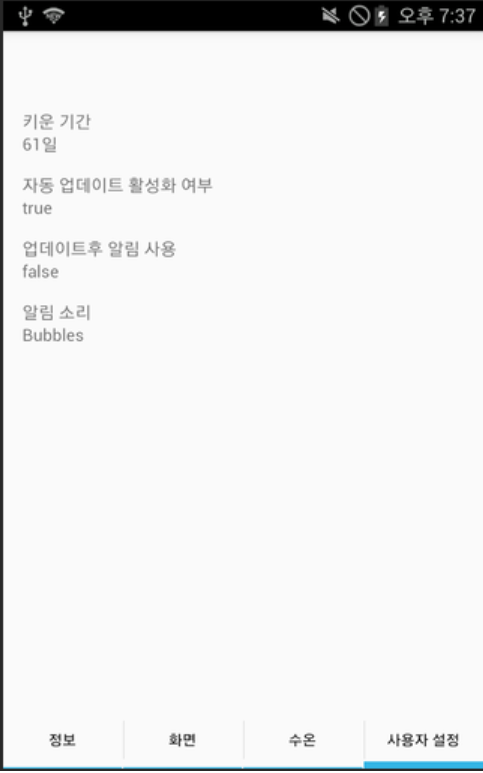 오후 7:37
키운 기간
61일
자동 업데이트 활성화 여부
true
업데이트후 알림 사용
false
알림 소리
Bubbles
정보
화면
수온
사용자 설정